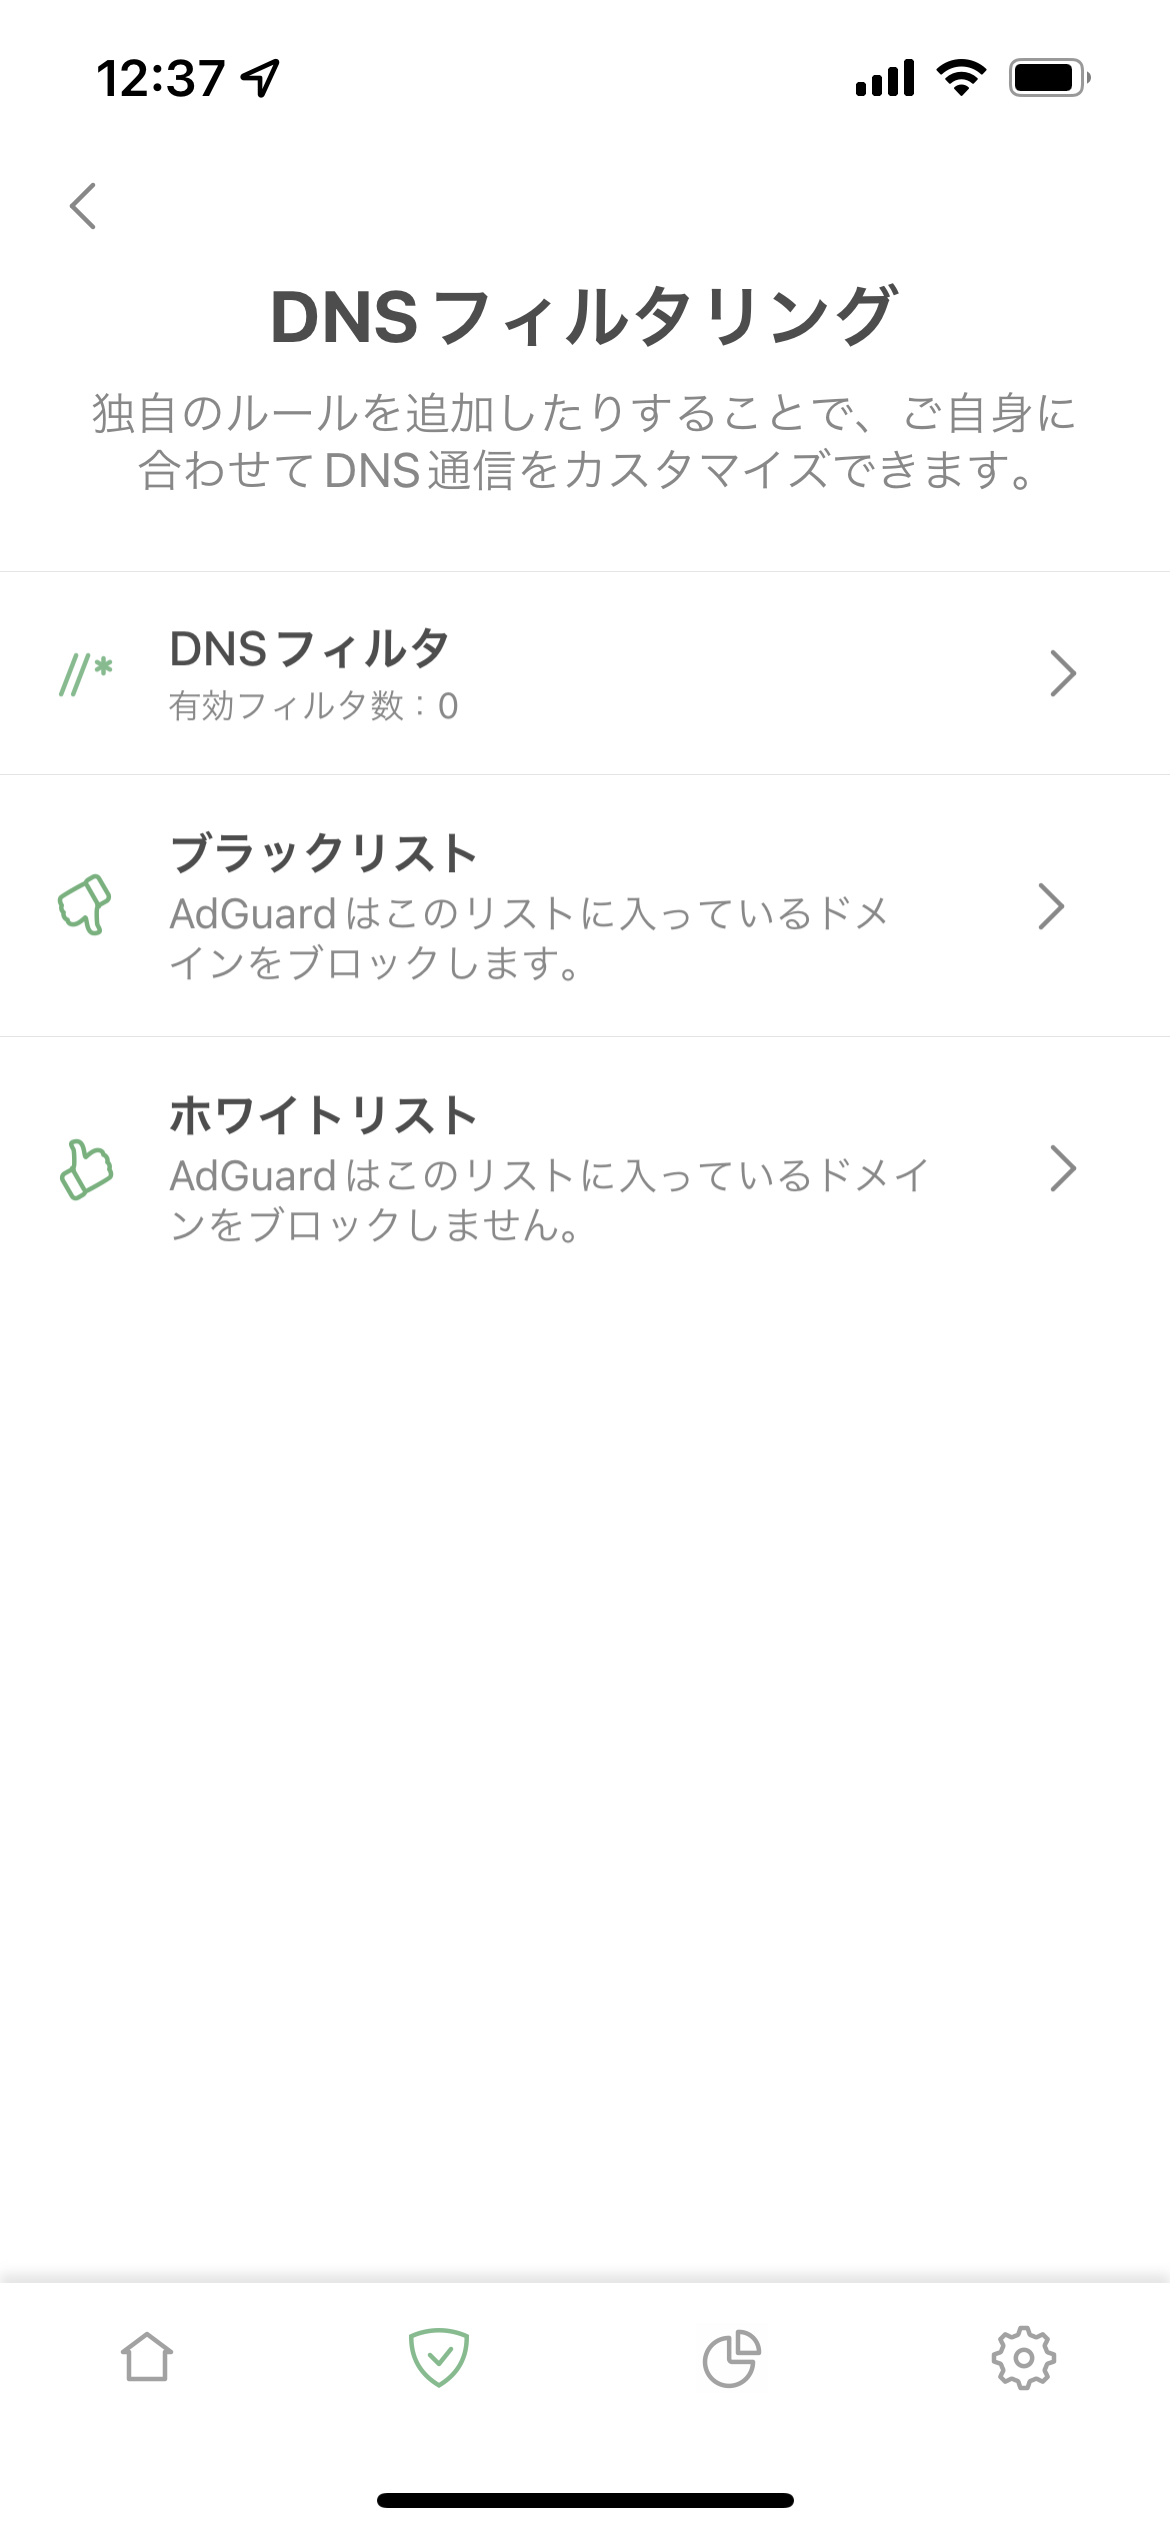 12:37
DNSフィルタリング
独自のルールを追加したりすることで、ご自身に
合わせてDNS通信をカスタマイズできます。
DNSフィルタ
有効フィルタ数：0
ブラックリスト
AdGuardはこのリストに入っているドメ
インをブロックします。
ホワイトリスト
AdGuardはこのリストに入っているドメイ
ンをブロックしません。